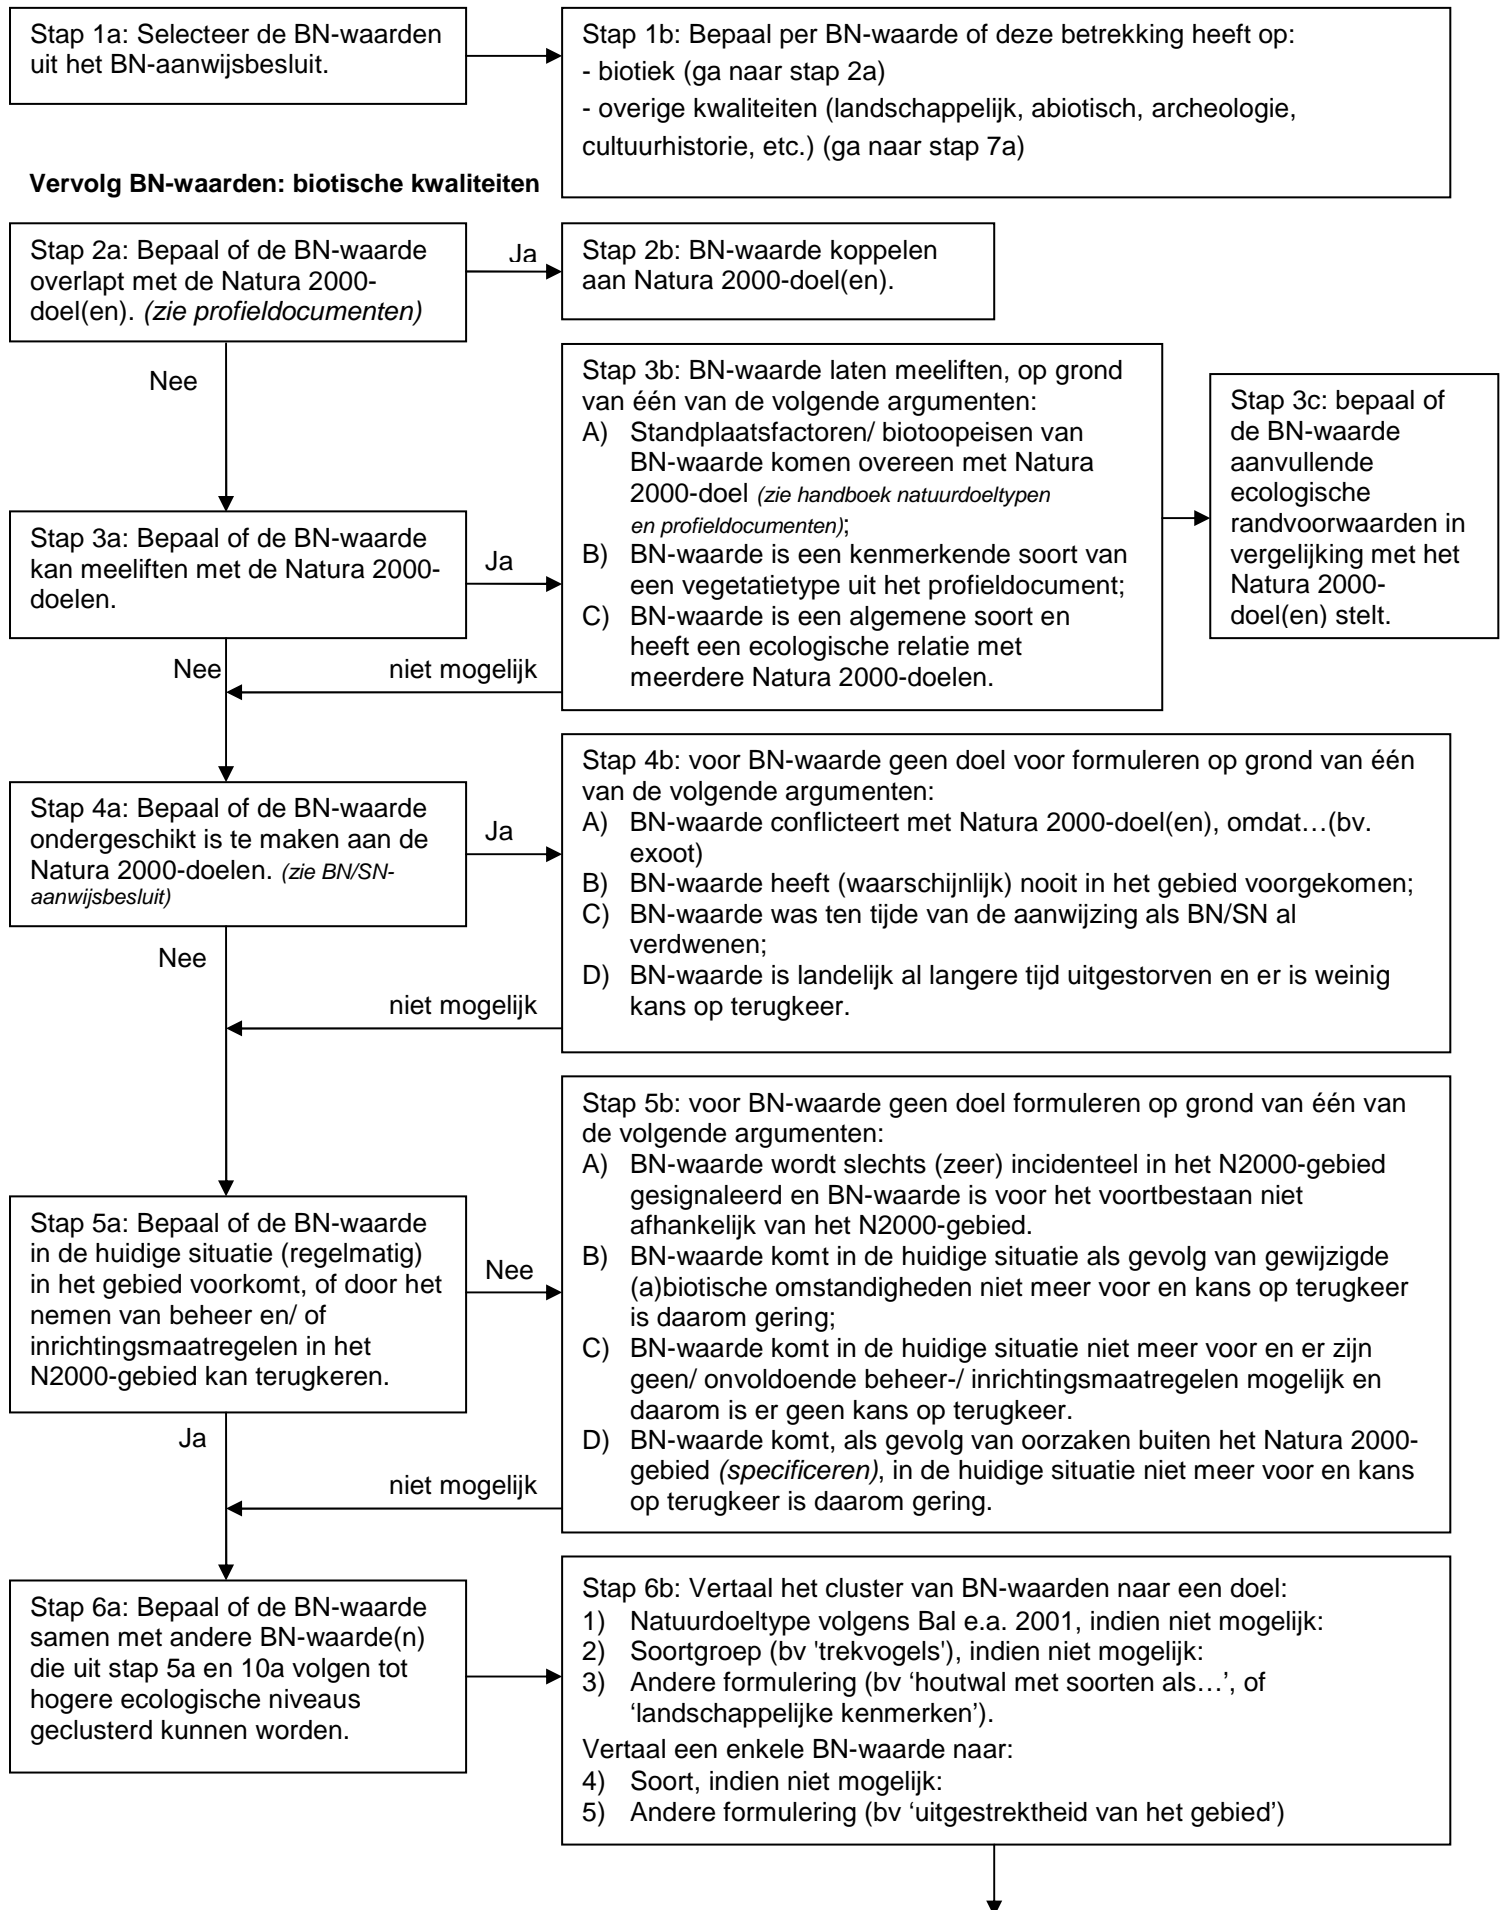 Stap 1a: Selecteer de BN-waarden
uit het BN-aanwijsbesluit.
Stap 1b: Bepaal per BN-waarde of deze betrekking heeft op:
- biotiek (ga naar stap 2a)
- overige kwaliteiten (landschappelijk, abiotisch, archeologie,
cultuurhistorie, etc.) (ga naar stap 7a)
Vervolg BN-waarden: biotische kwaliteiten
Stap 2a: Bepaal of de BN-waarde
overlapt met de Natura 2000-
doel(en). (zie profieldocumenten)
Ja
Stap 2b: BN-waarde koppelen
aan Natura 2000-doel(en).
Nee
Stap 3a: Bepaal of de BN-waarde
kan meeliften met de Natura 2000-
doelen.
Ja
Stap 3b: BN-waarde laten meeliften, op grond
van één van de volgende argumenten:
A) Standplaatsfactoren/ biotoopeisen van
BN-waarde komen overeen met Natura
2000-doel (zie handboek natuurdoeltypen
en profieldocumenten);
B) BN-waarde is een kenmerkende soort van
een vegetatietype uit het profieldocument;
C) BN-waarde is een algemene soort en
heeft een ecologische relatie met
meerdere Natura 2000-doelen.
Stap 3c: bepaal of
de BN-waarde
aanvullende
ecologische
randvoorwaarden in
vergelijking met het
Natura 2000-
doel(en) stelt.
Nee
niet mogelijk
Stap 4a: Bepaal of de BN-waarde
ondergeschikt is te maken aan de
Natura 2000-doelen. (zie BN/SN-
aanwijsbesluit)
Ja
Stap 4b: voor BN-waarde geen doel voor formuleren op grond van één
van de volgende argumenten:
A) BN-waarde conflicteert met Natura 2000-doel(en), omdat…(bv.
exoot)
B) BN-waarde heeft (waarschijnlijk) nooit in het gebied voorgekomen;
C) BN-waarde was ten tijde van de aanwijzing als BN/SN al
verdwenen;
D) BN-waarde is landelijk al langere tijd uitgestorven en er is weinig
kans op terugkeer.
Nee
niet mogelijk
Stap 5a: Bepaal of de BN-waarde
in de huidige situatie (regelmatig)
in het gebied voorkomt, of door het
nemen van beheer en/ of
inrichtingsmaatregelen in het
N2000-gebied kan terugkeren.
Nee
Stap 5b: voor BN-waarde geen doel formuleren op grond van één van
de volgende argumenten:
A) BN-waarde wordt slechts (zeer) incidenteel in het N2000-gebied
gesignaleerd en BN-waarde is voor het voortbestaan niet
afhankelijk van het N2000-gebied.
B) BN-waarde komt in de huidige situatie als gevolg van gewijzigde
(a)biotische omstandigheden niet meer voor en kans op terugkeer
is daarom gering;
C) BN-waarde komt in de huidige situatie niet meer voor en er zijn
geen/ onvoldoende beheer-/ inrichtingsmaatregelen mogelijk en
daarom is er geen kans op terugkeer.
D) BN-waarde komt, als gevolg van oorzaken buiten het Natura 2000-
gebied (specificeren), in de huidige situatie niet meer voor en kans
op terugkeer is daarom gering.
Ja
niet mogelijk
Stap 6a: Bepaal of de BN-waarde
samen met andere BN-waarde(n)
die uit stap 5a en 10a volgen tot
hogere ecologische niveaus
geclusterd kunnen worden.
Stap 6b: Vertaal het cluster van BN-waarden naar een doel:
1) Natuurdoeltype volgens Bal e.a. 2001, indien niet mogelijk:
2) Soortgroep (bv 'trekvogels'), indien niet mogelijk:
3) Andere formulering (bv ‘houtwal met soorten als…’, of
‘landschappelijke kenmerken’).
Vertaal een enkele BN-waarde naar:
4) Soort, indien niet mogelijk:
5) Andere formulering (bv ‘uitgestrektheid van het gebied’)